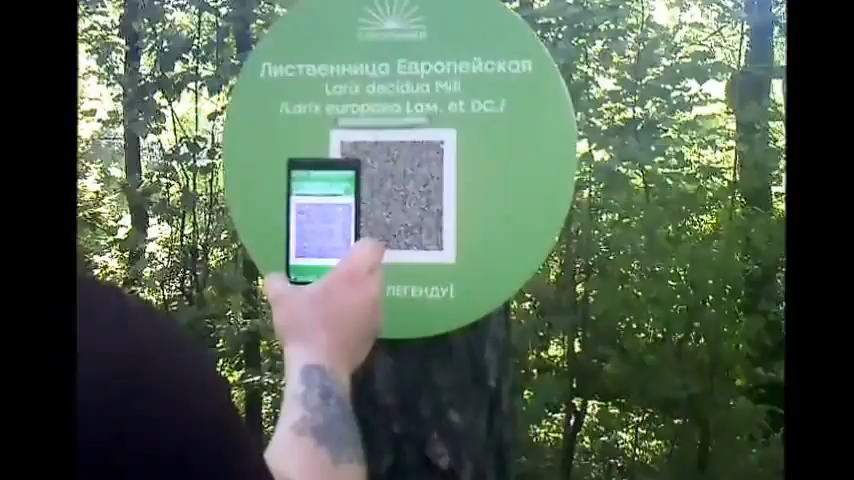 Лиственница Европейская
Larix decidua Mill
/Larix europaea Lam. et DC./
ЛЕГЕНДУ!